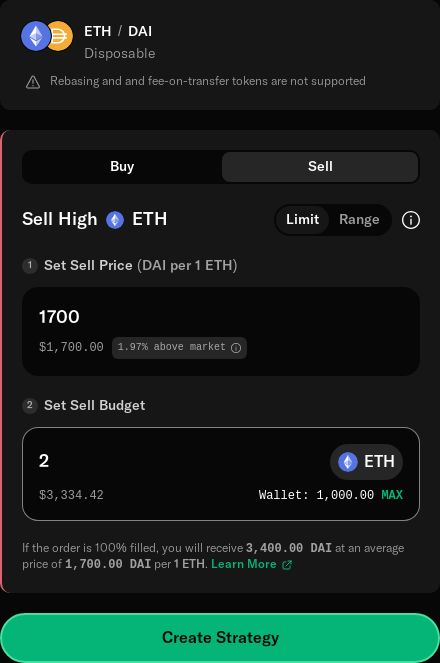 ETH / DAI
Disposable
Rebasing and and fee-on-transfer tokens are not supported
Buy
Sell
Sell High ETH
Limit
Range
1 Set Sell Price (DAI per 1 ETH)
1700
$1,700.00 1.97% above market
2 Set Sell Budget
2
ETH
$3,334.42
Wallet: 1,000.00 MAX
If the order is 100% filled, you will receive 3,400.00 DAI at an average
price of 1,700.00 DAI per 1 ETH. Learn More
Create Strategy